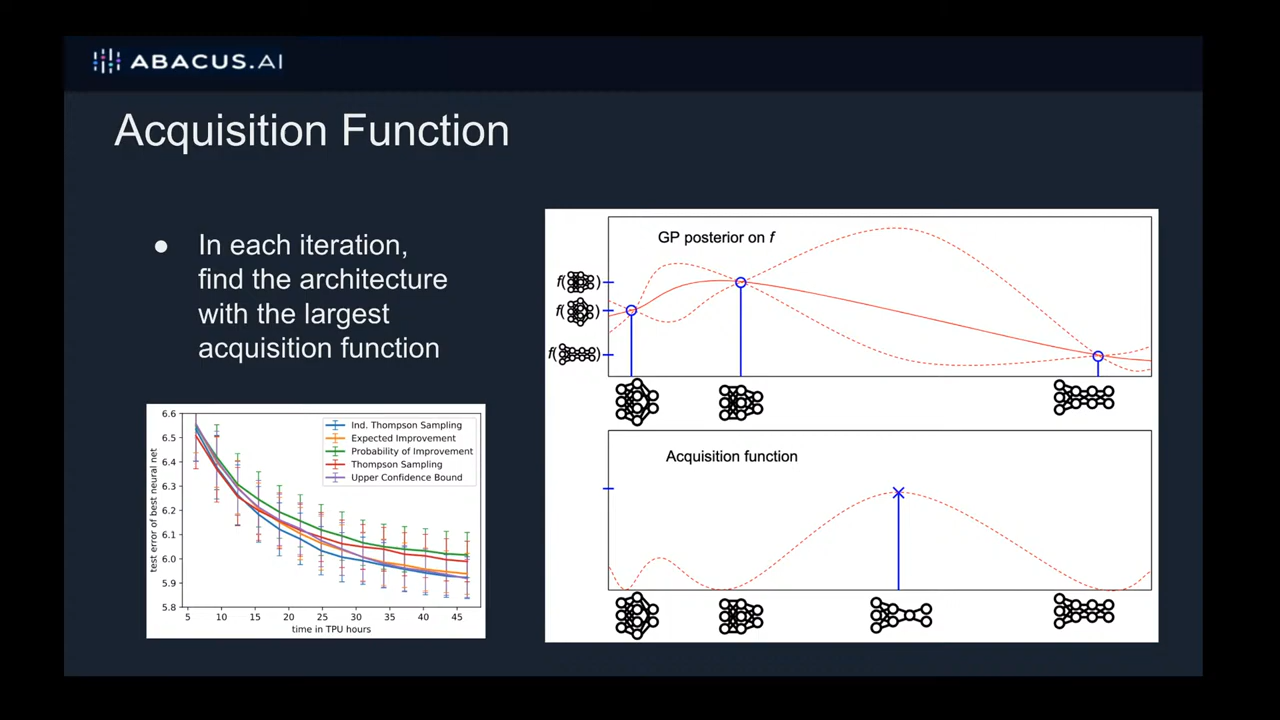 ABACUS.AI
Acquisition Function
● In each iteration,
find the architecture
with the largest
acquisition function
6.6
6.5
6.4
6.3
6.2
6.1
6.0
5.9
5.8
test error of best neural net
Ind. Thompson Sampling
Expected Improvement
Probability of Improvement
Thompson Sampling
Upper Confidence Bound
5 10 15 20 25 30 35 40 45
time in TPU hours
GP posterior on f
f( )
f( )
f( )
Acquisition function